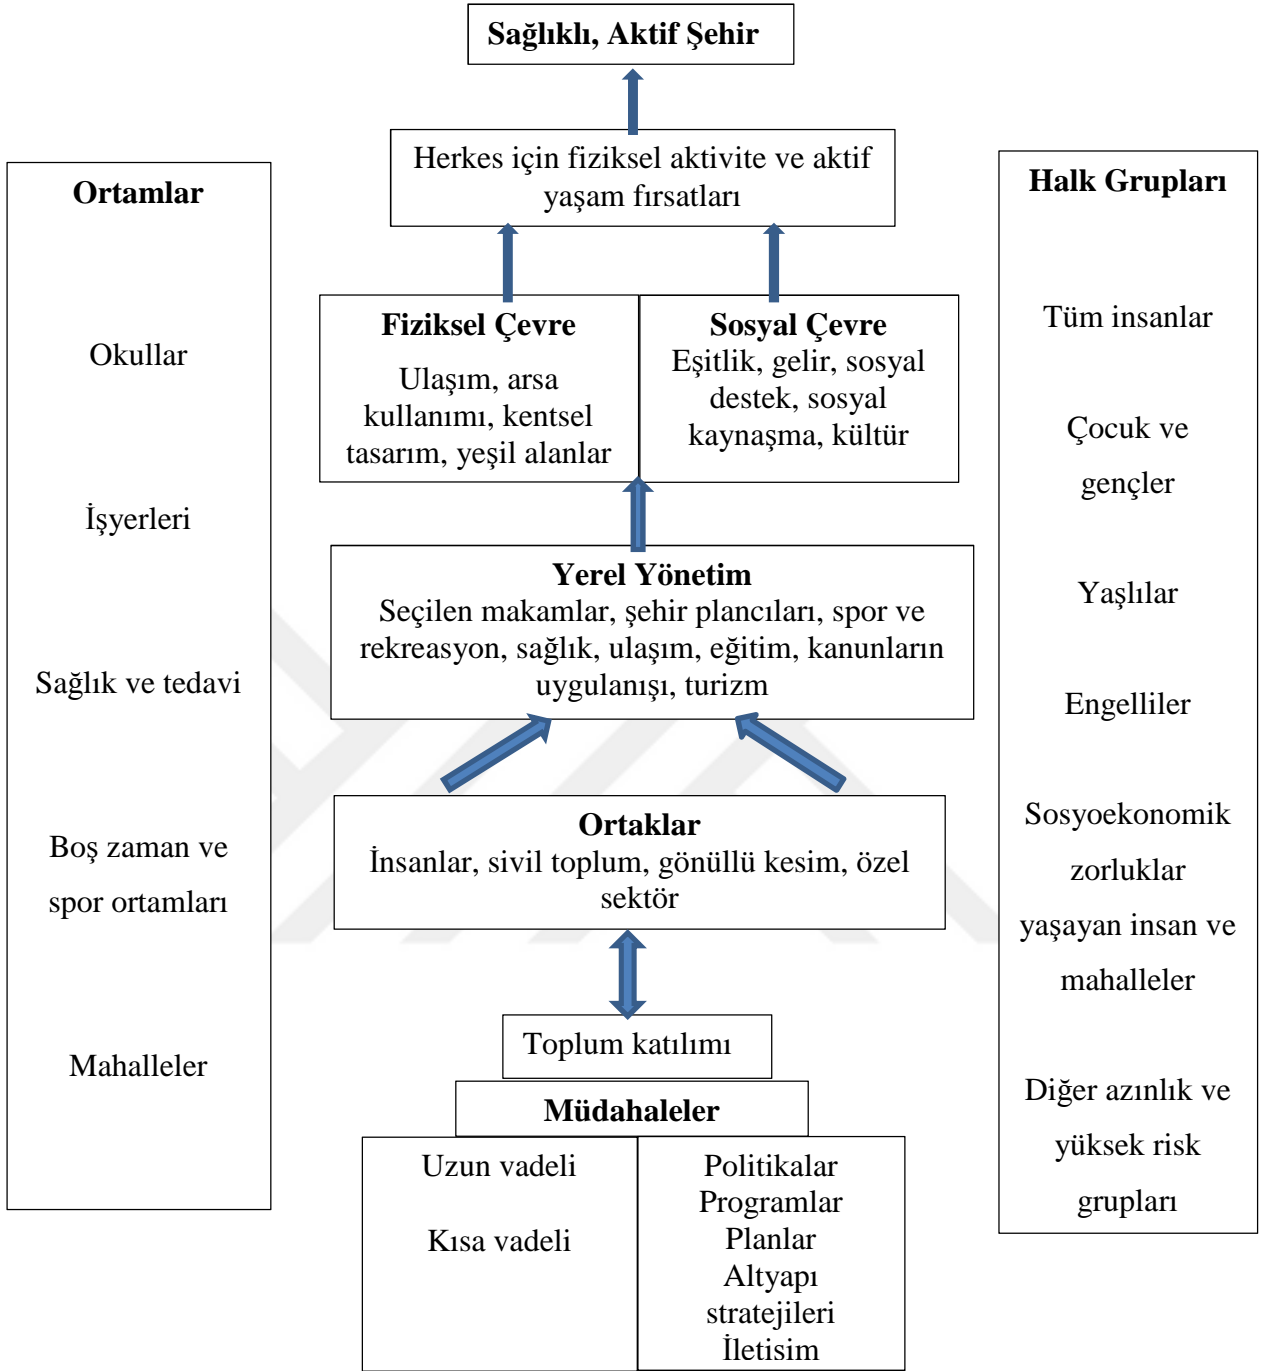 Sağlıklı, Aktif Şehir
Herkes için fiziksel aktivite ve aktif
yaşam fırsatları
Ortamlar
Okullar
İşyerleri
Sağlık ve tedavi
Boş zaman ve
spor ortamları
Mahalleler
Fiziksel Çevre
Ulaşım, arsa
kullanımı, kentsel
tasarım, yeşil alanlar
Sosyal Çevre
Eşitlik, gelir, sosyal
destek, sosyal
kaynaşma, kültür
Yerel Yönetim
Seçilen makamlar, şehir plancıları, spor ve
rekreasyon, sağlık, ulaşım, eğitim, kanunların
uygulanışı, turizm
Ortaklar
İnsanlar, sivil toplum, gönüllü kesim, özel
sektör
Toplum katılımı
Müdahaleler
Uzun vadeli
Kısa vadeli
Politikalar
Programlar
Planlar
Altyapı
stratejileri
İletisim
Halk Grupları
Tüm insanlar
Çocuk ve
gençler
Yaşlılar
Engelliler
Sosyoekonomik
zorluklar
yaşayan insan ve
mahalleler
Diğer azınlık ve
yüksek risk
grupları